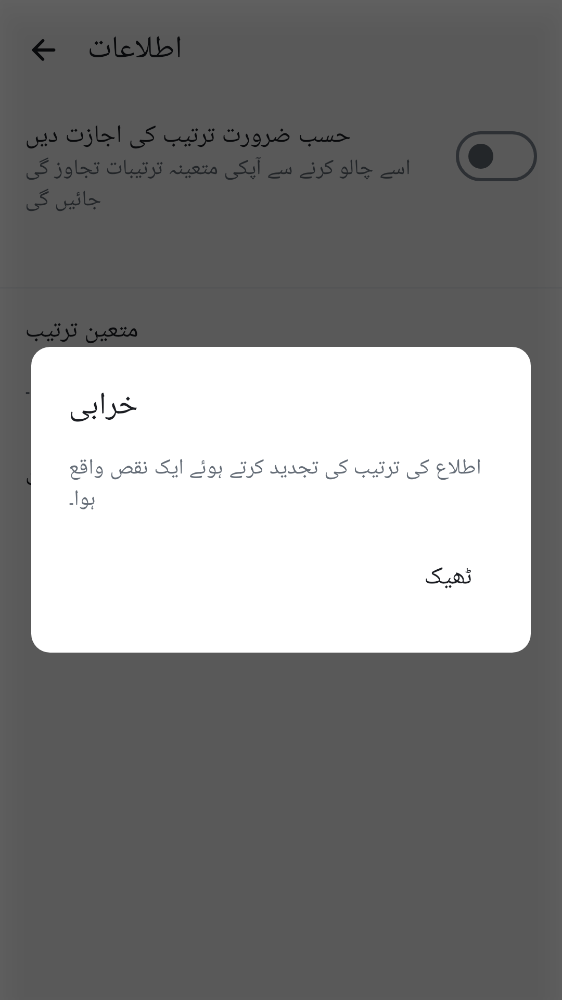 اطلاعات
حسب ضرورت ترتیب کی اجازت دیں
اسے چالو کرنے سے آپکی متعینہ ترتیبات تجاوز گی
جائیں گی
متعین ترتیب
خرابی
اطلاع کی ترتیب کی تجدید کرتے ہوئے ایک نقص واقع
ہوا۔
ٹھیک